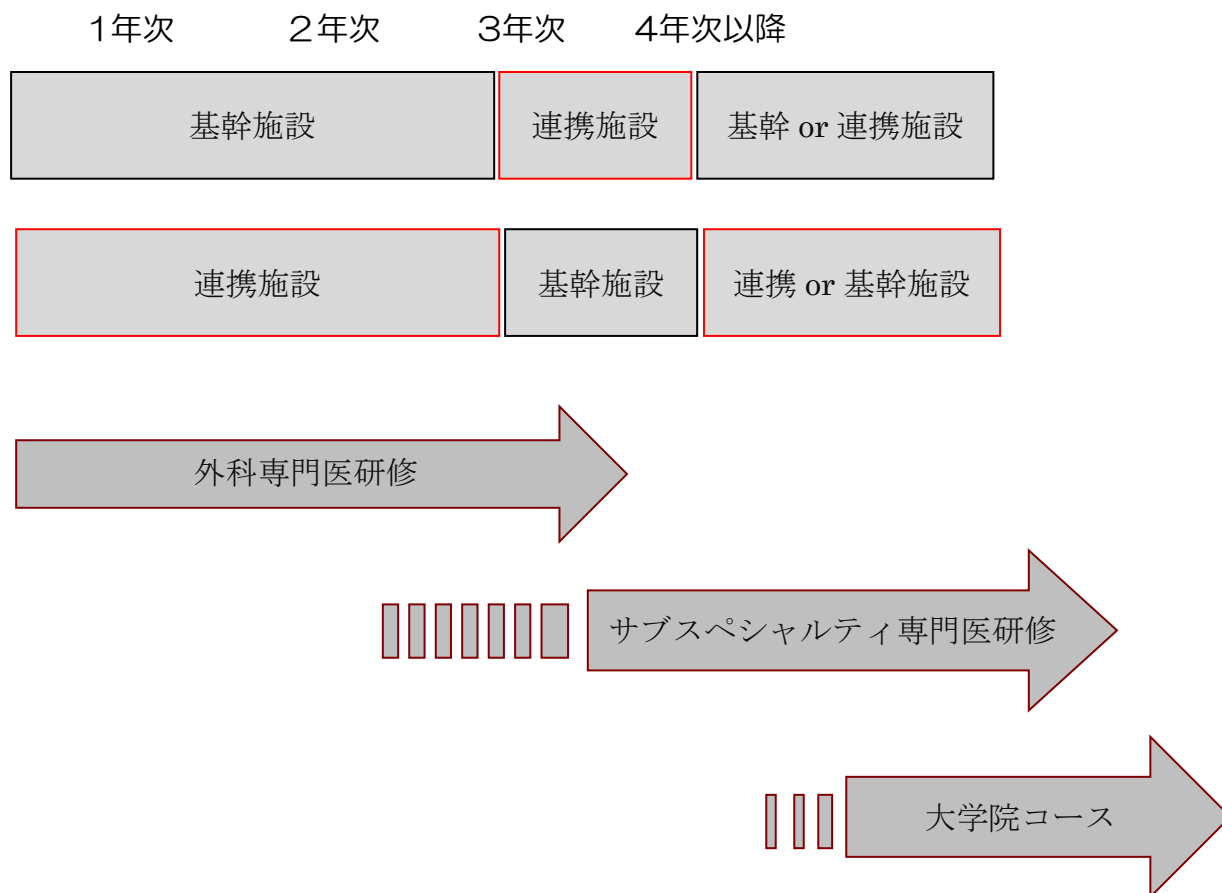 1年次 2年次 3年次 4年次以降
基幹施設 連携施設 基幹 or 連携施設
連携施設 基幹施設 連携 or 基幹施設
外科専門医研修
サブスペシャルティ専門医研修
大学院コース